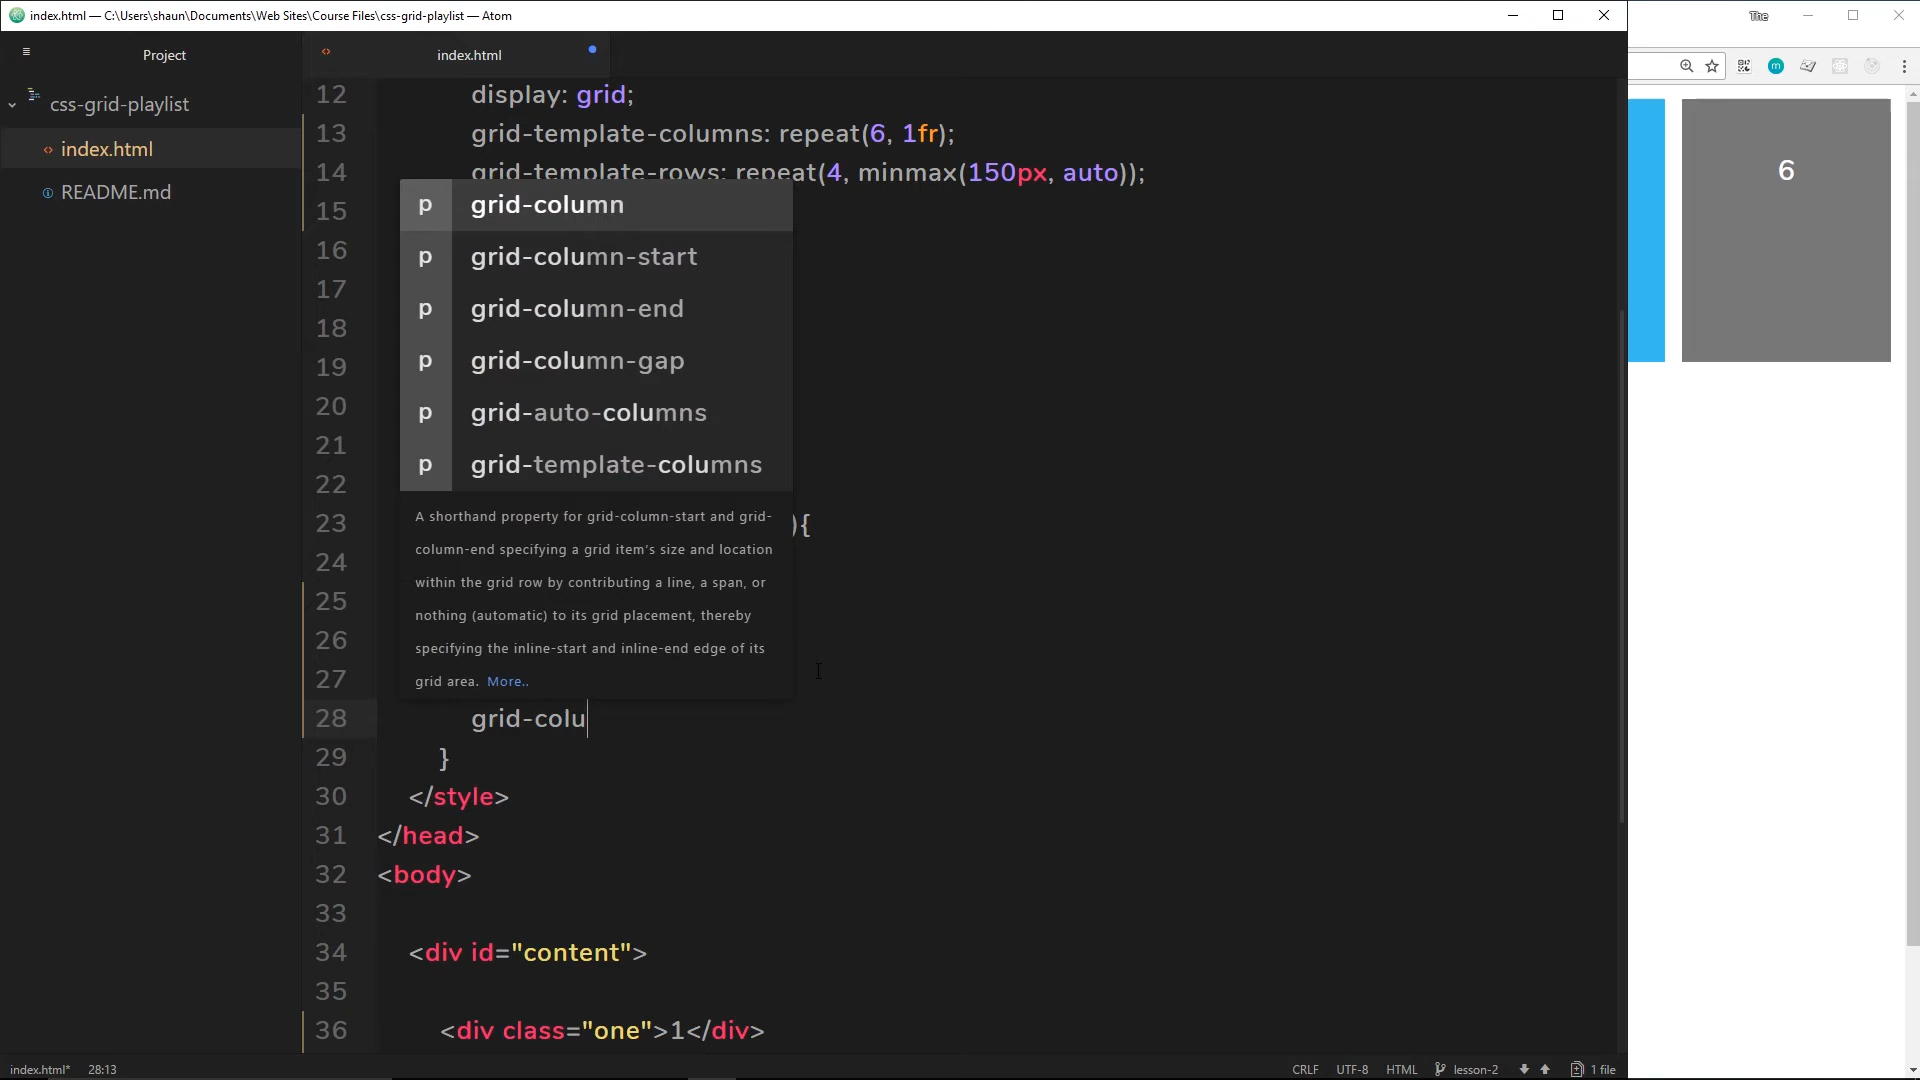 index.html — C:\Users\shaun\Documents\Web Sites\Course Files\css-grid-playlist — Atom
The
Project
index.html
css-grid-playlist
index.html
README.md
12 display: grid;
13 grid-template-columns: repeat(6, 1fr);
14 grid-template-rows: repeat(4, minmax(150px, auto));
15
16
17
18
19
20
21
22
23 ){
24
25
26
27
p grid-column
p grid-column-start
p grid-column-end
p grid-column-gap
p grid-auto-columns
p grid-template-columns
A shorthand property for grid-column-start and grid-
column-end specifying a grid item's size and location
within the grid row by contributing a line, a span, or
nothing (automatic) to its grid placement, thereby
specifying the inline-start and inline-end edge of its
grid area. More..
28 grid-colu
29 }
30 </style>
31 </head>
32 <body>
33
34 <div id="content">
35
36 <div class="one">1</div>
6
m
index.html* 28:13
CRLF UTF-8 HTML lesson-2 1 file